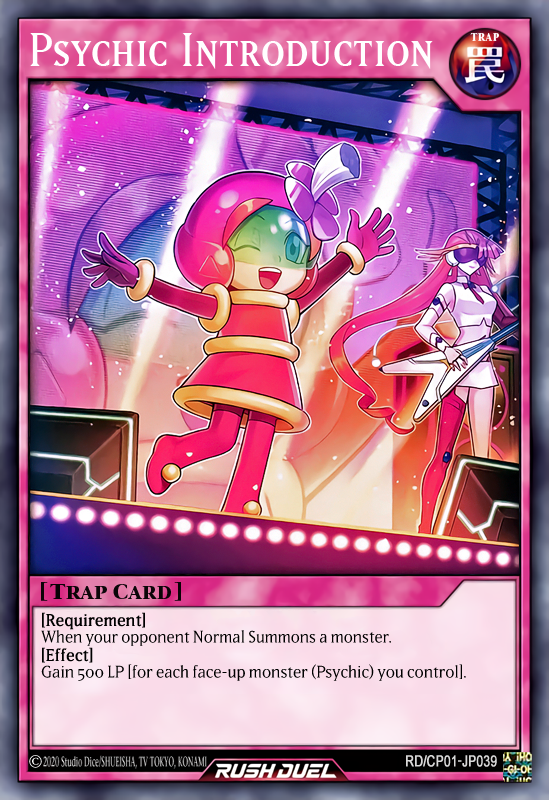 PSYCHIC INTRODUCTION
TRAP
罠
[TRAP CARD]
[Requirement]
When your opponent Normal Summons a monster.
[Effect]
Gain 500 LP [for each face-up monster (Psychic) you control].
©2020 Studio Dice/SHUEISHA, TV TOKYO, KONAMI
RUSH DUEL
RD/CP01-JP039